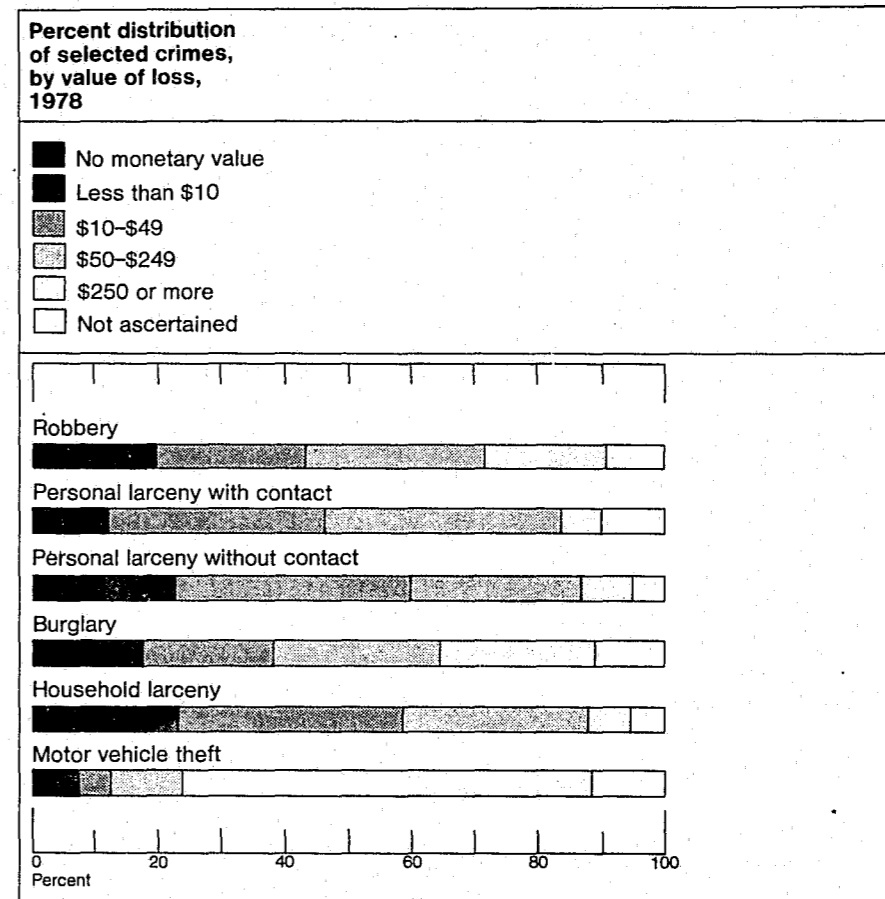 Percent distribution
of selected crimes,
by value of loss,
1978
No monetary value
Less than $10
$10–$49
$50–$249
$250 or more
Not ascertained
Robbery
Personal larceny with contact
Personal larceny without contact
Burglary
Household larceny
Motor vehicle theft
0 20 40 60 80 100
Percent